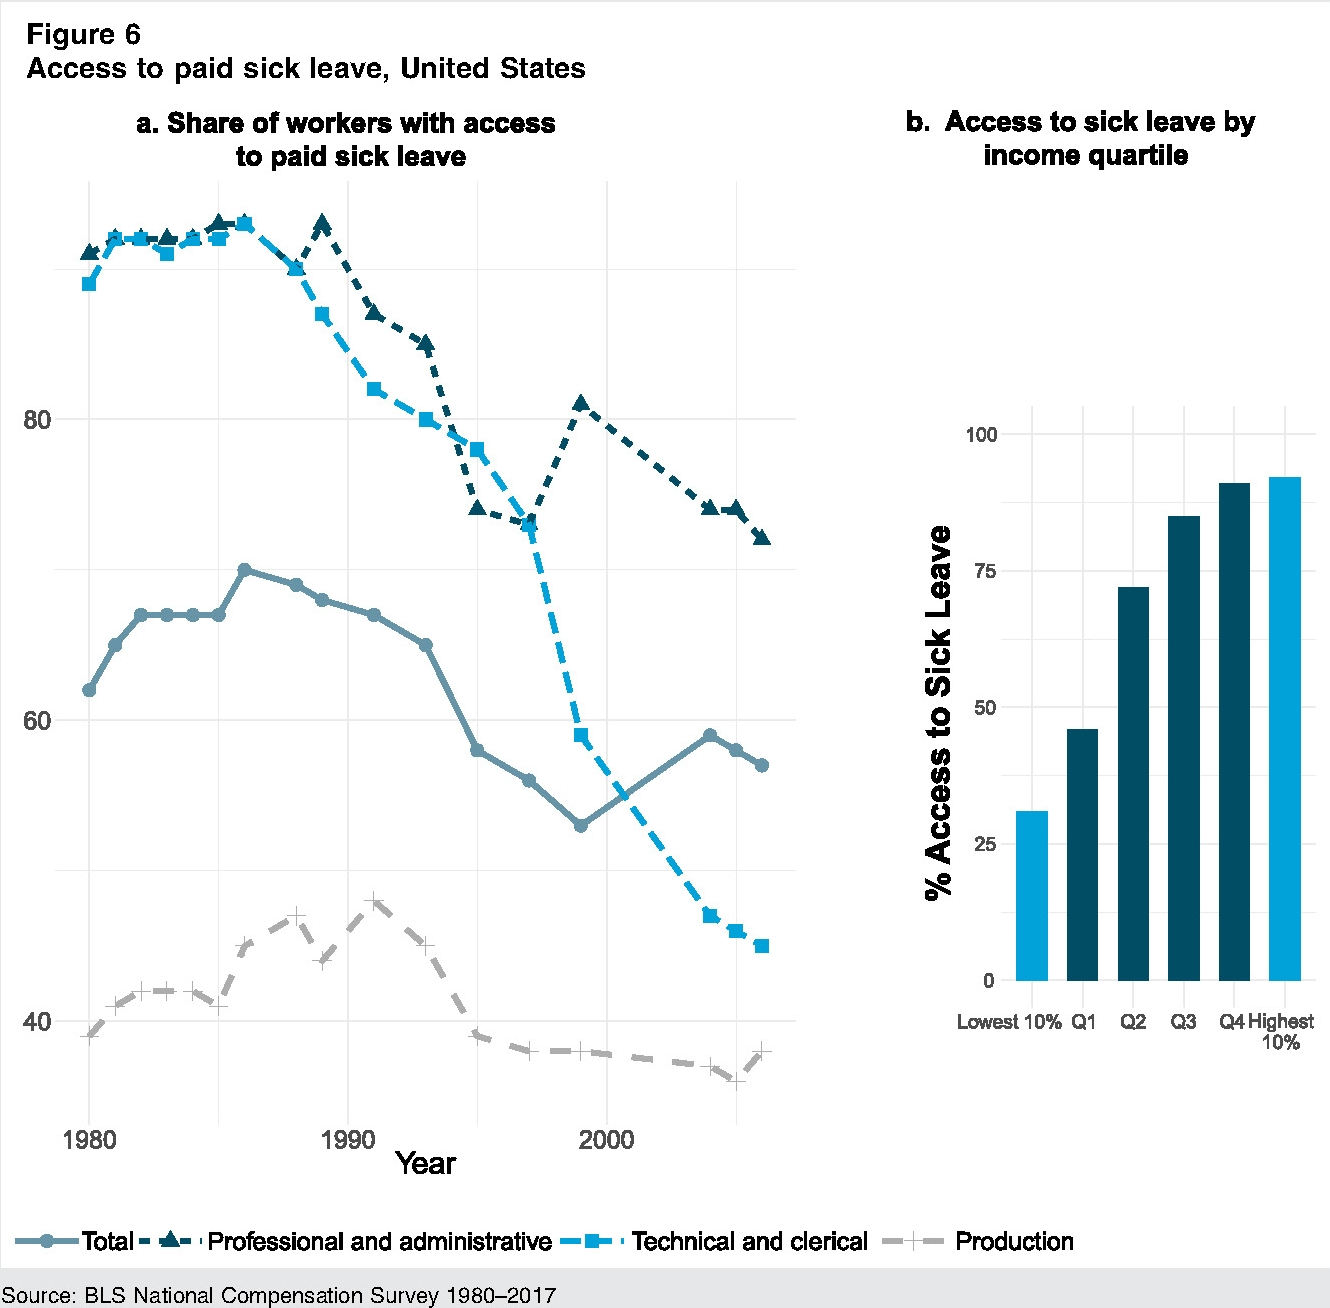 Figure 6
Access to paid sick leave, United States
a. Share of workers with access
to paid sick leave
80
60
40
1980 1990 2000
Year
b. Access to sick leave by
income quartile
% Access to Sick Leave
100
75
50
25
0
Lowest 10% Q1 Q2 Q3 Q4 Highest
10%
Total Professional and administrative Technical and clerical Production
Source: BLS National Compensation Survey 1980–2017